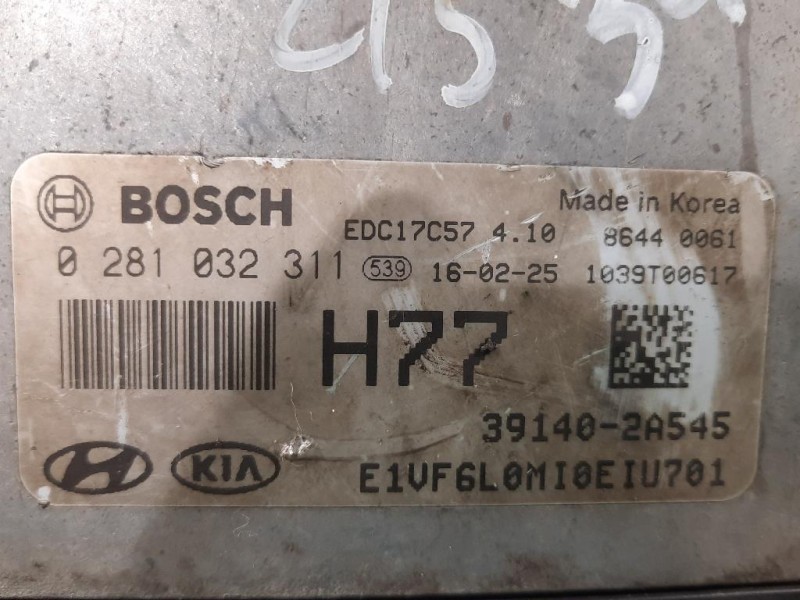 BOSCH
Made in Korea
EDC17C57 4.10 8644 0061
0 281 032 311 539 16-02-25 1039T00617
H77
39140-2A545
KIA E1VF6L0MI0EIU701